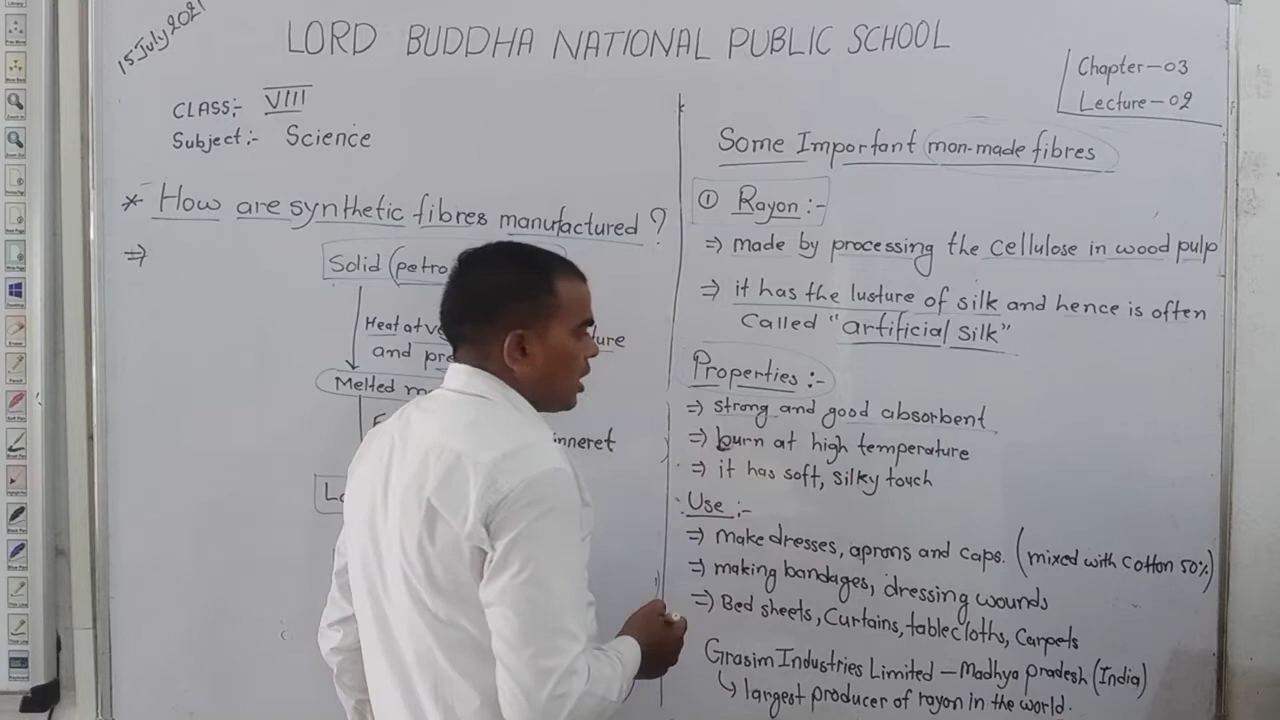 15 July 2021
LORD BUDDHA NATIONAL PUBLIC SCHOOL
Chapter-03
Lecture-02
CLASS:- VIII
Subject:- Science
* How are synthetic fibres manufactured ?
⇒
Solid (petro
Heat at ve ure
and pre
Melted m
inneret
Some Important man-made fibres
① Rayon:-
⇒ made by processing the cellulose in wood pulp
⇒ it has the lusture of silk and hence is often
called "artificial silk"
Properties:-
⇒ strong and good absorbent
⇒ burn at high temperature
⇒ it has soft, silky touch
Use:-
⇒ make dresses, aprons and caps. (mixed with cotton 50%)
⇒ making bandages, dressing wounds
⇒ Bed sheets, Curtains, tablecloths, Carpets
Grasim Industries Limited – Madhya pradesh (India)
↳ largest producer of rayon in the world.